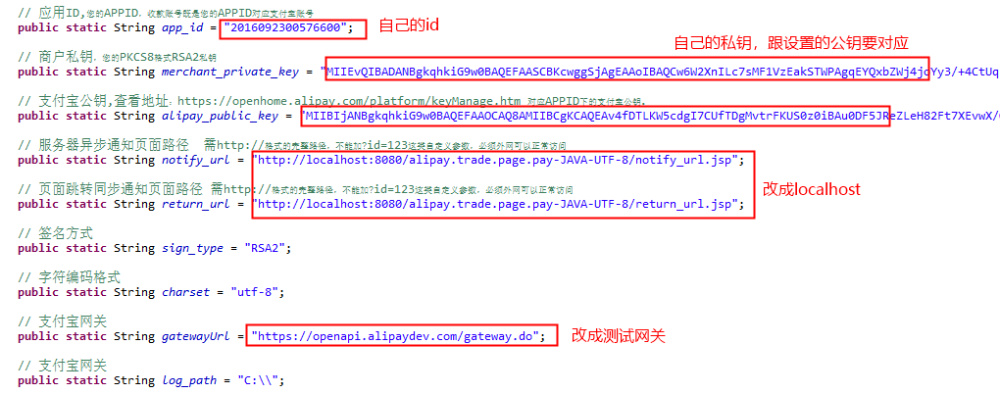 // 应用ID,您的APPID，收款账号既是您的APPID对应支付宝账号
public static String app_id = "2016092300576600"; 自己的id
自己的私钥，跟设置的公钥要对应
// 商户私钥，您的PKCS8格式RSA2私钥
public static String merchant_private_key = "MIIEvQIBADANBgkqhkiG9w0BAQEFAASCBKcwggSjAgEAAoIBAQCw6W2XnILc7sMF1VzEakSTWPAgqEYQxbZWj4jdYy3/+4CtUq
// 支付宝公钥,查看地址：https://openhome.alipay.com/platform/keyManage.htm 对应APPID下的支付宝公钥。
public static String alipay_public_key = "MIIBIjANBgkqhkiG9w0BAQEFAAOCAQ8AMIIBCgKCAQEAv4fDTLKW5cdgI7CUfTDgMvtrFKUS0z0iBAu0DF5JReZLeH82Ft7XEvwX/
// 服务器异步通知页面路径 需http://格式的完整路径，不能加?id=123这类自定义参数，必须外网可以正常访问
public static String notify_url = "http://localhost:8080/alipay.trade.page.pay-JAVA-UTF-8/notify_url.jsp";
改成localhost
// 页面跳转同步通知页面路径 需http://格式的完整路径，不能加?id=123这类自定义参数，必须外网可以正常访问
public static String return_url = "http://localhost:8080/alipay.trade.page.pay-JAVA-UTF-8/return_url.jsp";
// 签名方式
public static String sign_type = "RSA2";
// 字符编码格式
public static String charset = "utf-8";
// 支付宝网关
public static String gatewayUrl = "https://openapi.alipaydev.com/gateway.do"; 改成测试网关
// 支付宝网关
public static String log_path = "C:\\";